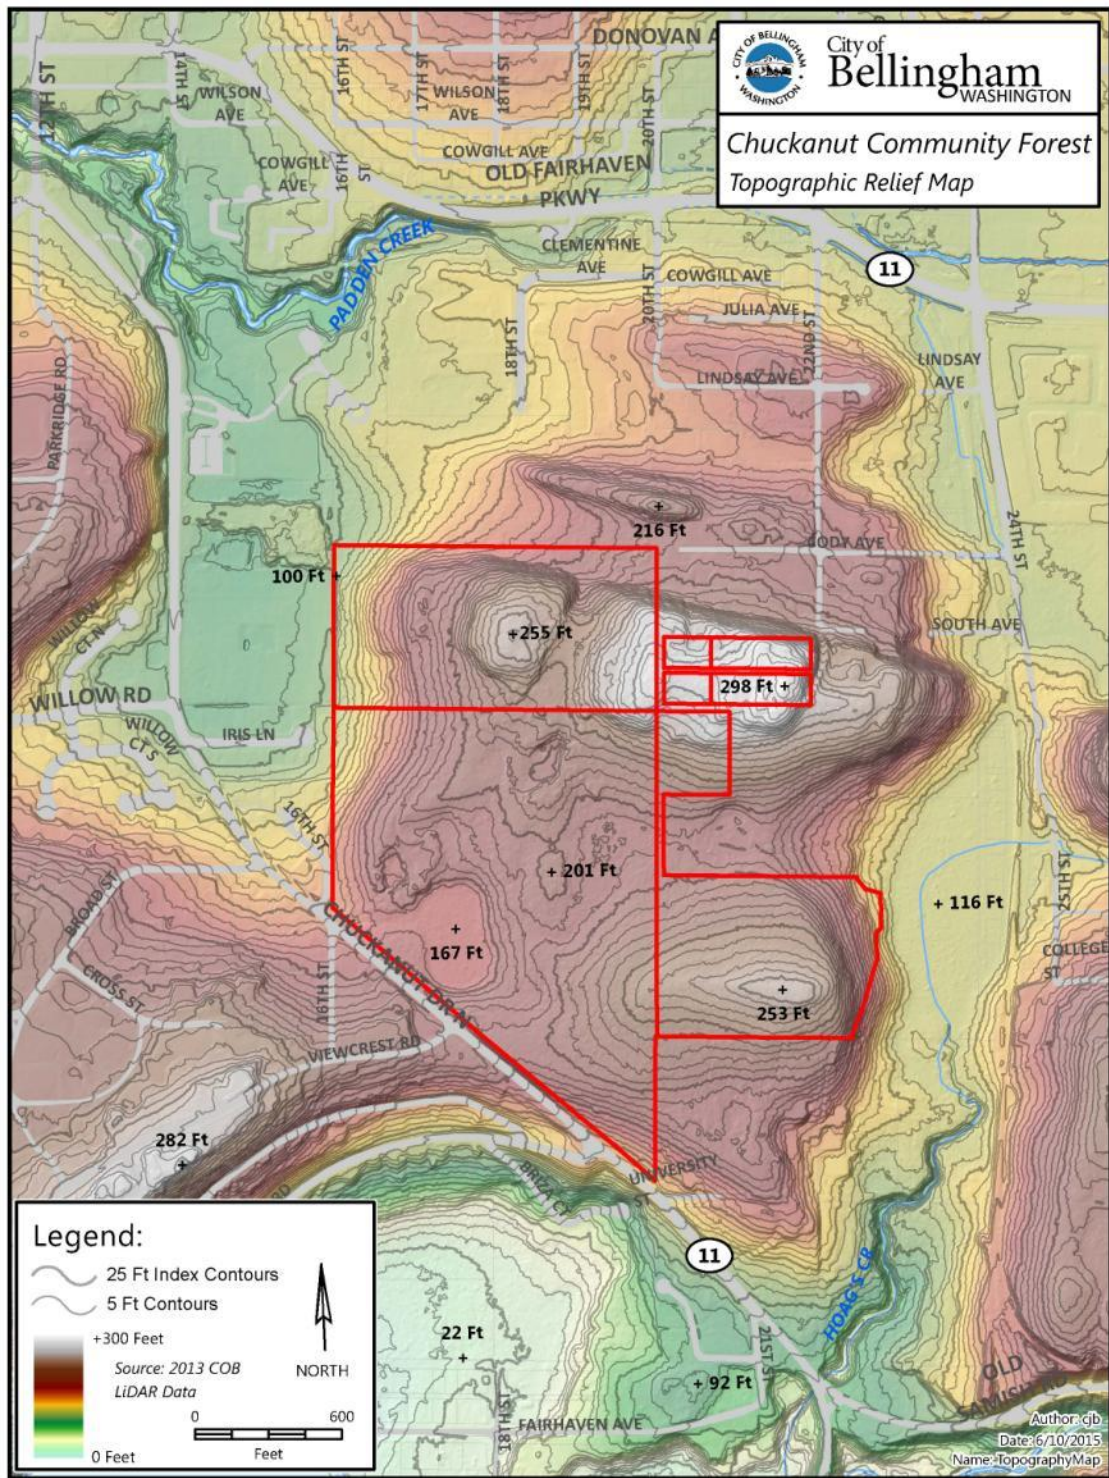 CITY OF BELLINGHAM
WASHINGTON
City of
Bellingham
WASHINGTON
Chuckanut Community Forest
Topographic Relief Map
DONOVAN A
12TH ST
14TH ST
WILSON
AVE
16TH ST
17TH ST
WILSON
AVE
18TH ST
19TH ST
20TH ST
COWGILL AVE
COWGILL
AVE
16TH
ST
OLD FAIRHAVEN
PKWY
PADDEN CREEK
CLEMENTINE
AVE
11
20TH ST
COWGILL AVE
JULIA AVE
22ND ST
18TH ST
LINDSAY AVE
LINDSAY
AVE
PARKRIDGE RD
216 Ft
24TH ST
100 Ft
WILLOW
CT N
+255 Ft
SOUTH AVE
298 Ft
WILLOW RD
WILLOW
CT S
IRIS LN
16TH ST
201 Ft
25TH ST
BROAD ST
116 Ft
167 Ft
CHUCKANUT DR N
COLLEGE
ST
CROSS ST
16TH ST
253 Ft
VIEWCREST RD
282 Ft
BRIZA CT
UNIVERSITY
ST
RD
11
HOAG'S CR
22 Ft
21ST ST
92 Ft
18TH ST
FAIRHAVEN AVE
OLD
SAMISH RD
Legend:
25 Ft Index Contours
5 Ft Contours
+300 Feet
Source: 2013 COB
LiDAR Data
0 Feet
NORTH
0 600
Feet
Author: cjb
Date: 6/10/2015
Name: TopographyMap